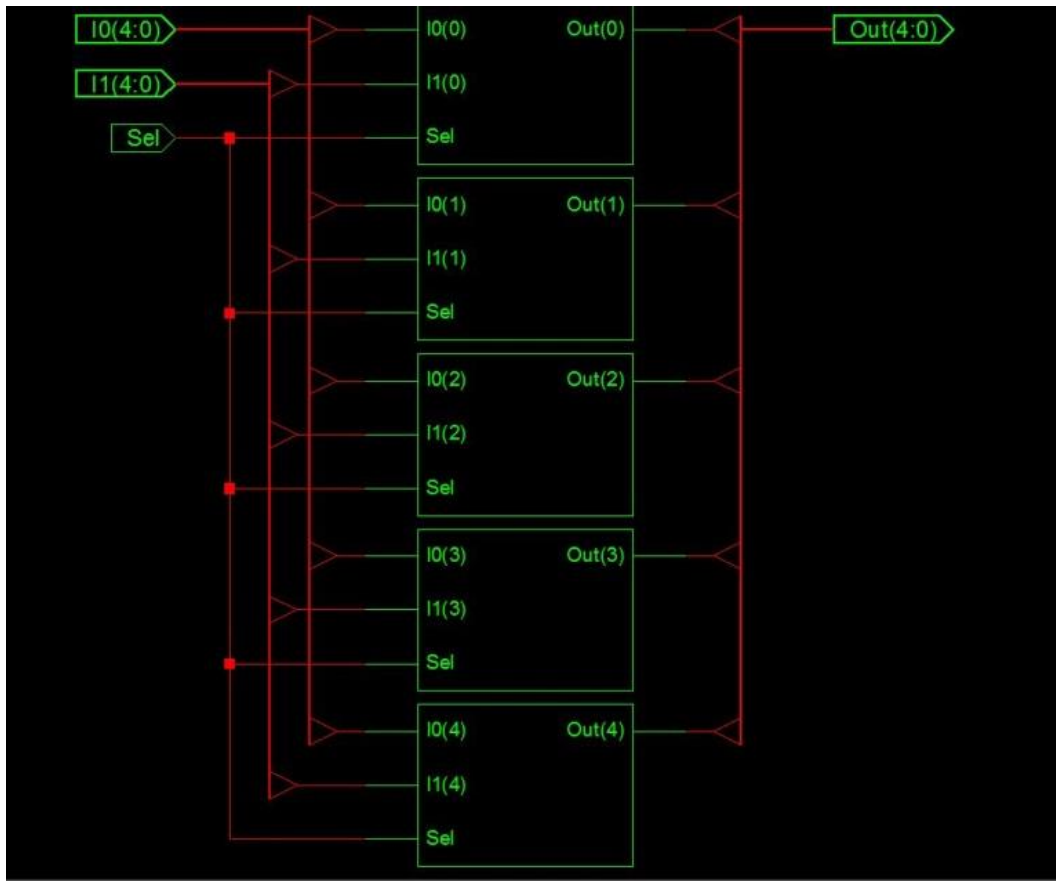 I0(4:0) I0(0) Out(0) Out(4:0)
I1(4:0) I1(0)
Sel Sel
I0(1) Out(1)
I1(1)
Sel
I0(2) Out(2)
I1(2)
Sel
I0(3) Out(3)
I1(3)
Sel
I0(4) Out(4)
I1(4)
Sel